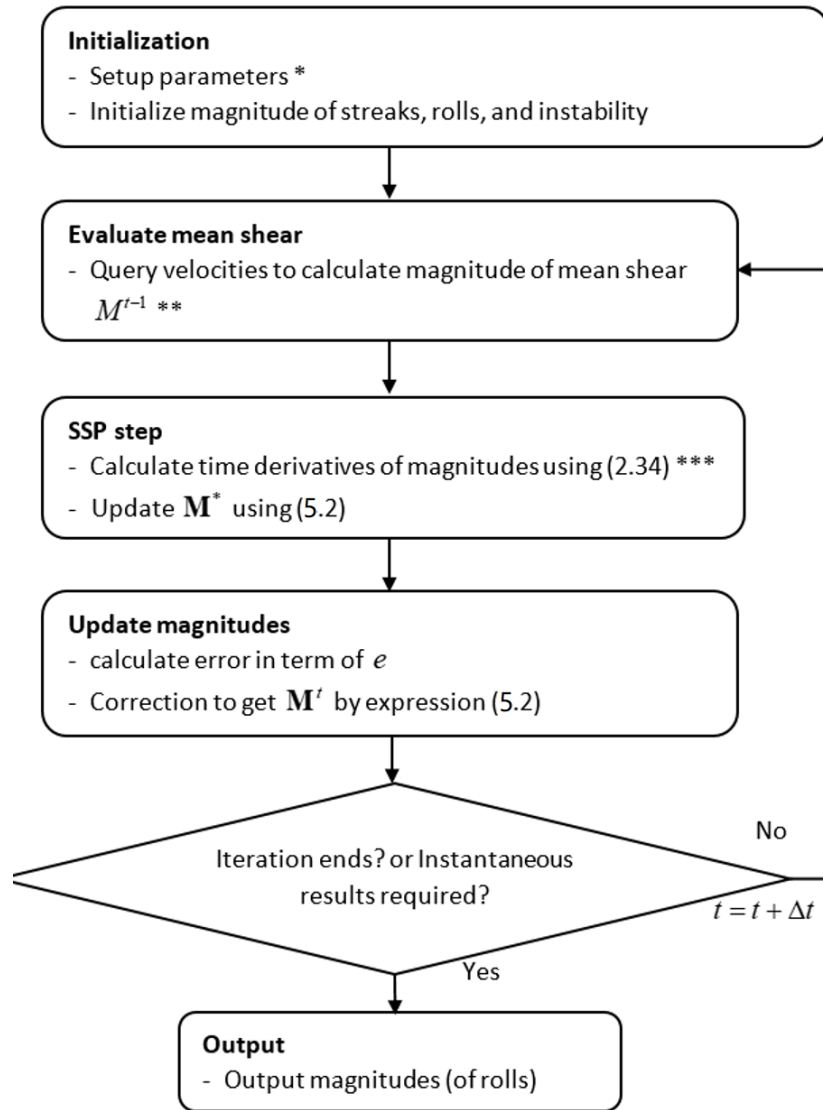 Initialization
- Setup parameters *
- Initialize magnitude of streaks, rolls, and instability
Evaluate mean shear
- Query velocities to calculate magnitude of mean shear
M^{t-1} **
SSP step
- Calculate time derivatives of magnitudes using (2.34) ***
- Update M^* using (5.2)
Update magnitudes
- calculate error in term of e
- Correction to get M^t by expression (5.2)
Iteration ends? or Instantaneous
results required?
No
t = t + Δt
Yes
Output
- Output magnitudes (of rolls)